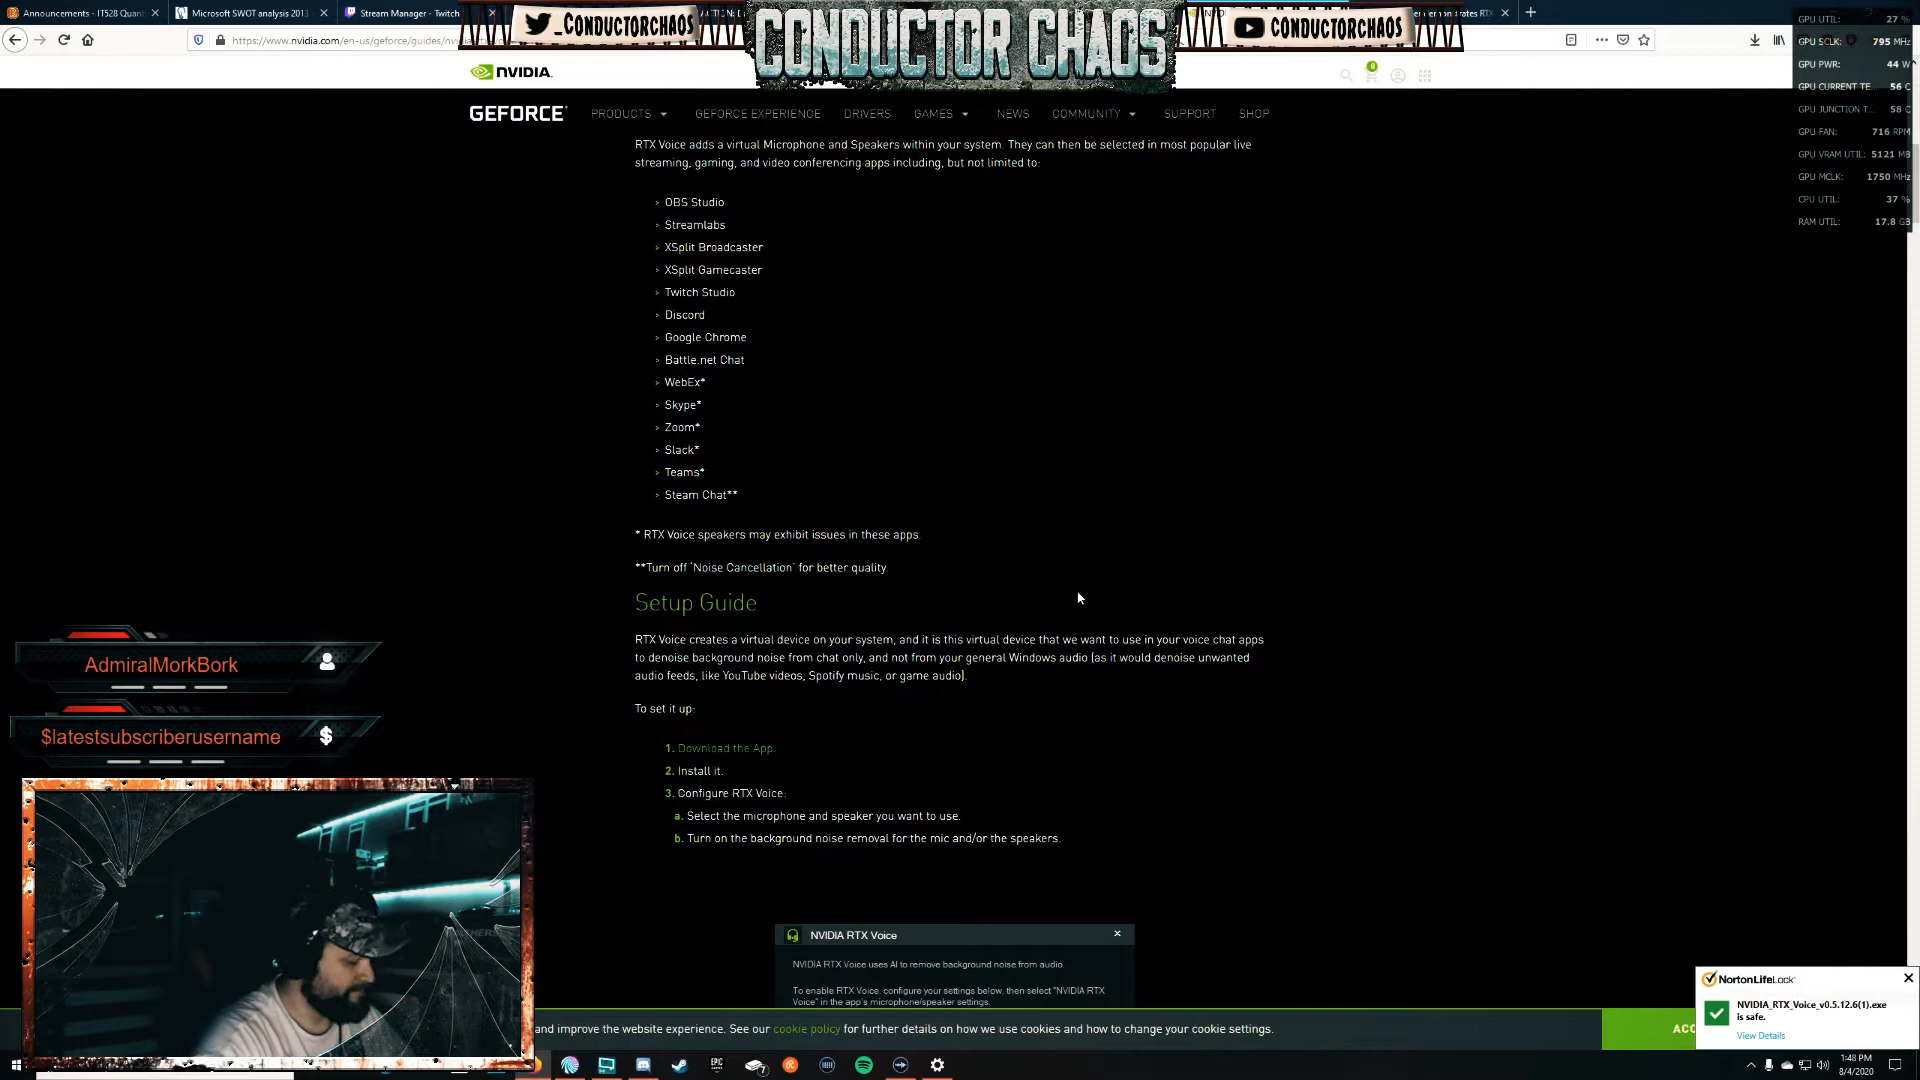 Announcements - IT528 Quan
Microsoft SWOT analysis 2013
Stream Manager - Twitch
_CONDUCTORCHAOS
CONDUCTOR CHAOS
CONDUCTORCHAOS
https://www.nvidia.com/en-us/geforce/guides/nvi
NVIDIA.
0
GEFORCE
PRODUCTS
GEFORCE EXPERIENCE
DRIVERS
GAMES
NEWS
COMMUNITY
SUPPORT
SHOP
GPU UTIL: 27 %
GPU SCLK: 795 MHz
GPU PWR: 44 W
GPU CURRENT TE... 56 C
GPU JUNCTION T... 58 C
GPU FAN: 716 RPM
GPU VRAM UTIL: 5121 MB
GPU MCLK: 1750 MHz
CPU UTIL: 37 %
RAM UTIL: 17.8 GB
RTX Voice adds a virtual Microphone and Speakers within your system. They can then be selected in most popular live
streaming, gaming, and video conferencing apps including, but not limited to:
OBS Studio
Streamlabs
XSplit Broadcaster
XSplit Gamecaster
Twitch Studio
Discord
Google Chrome
Battle.net Chat
WebEx*
Skype*
Zoom*
Slack*
Teams*
Steam Chat**
* RTX Voice speakers may exhibit issues in these apps.
**Turn off 'Noise Cancellation' for better quality.
Setup Guide
RTX Voice creates a virtual device on your system, and it is this virtual device that we want to use in your voice chat apps
to denoise background noise from chat only, and not from your general Windows audio (as it would denoise unwanted
audio feeds, like YouTube videos, Spotify music, or game audio).
To set it up:
1. Download the App.
2. Install it.
3. Configure RTX Voice:
a. Select the microphone and speaker you want to use.
b. Turn on the background noise removal for the mic and/or the speakers.
AdmiralMorkBork
$latestsubscriberusername
$
NVIDIA RTX Voice
NVIDIA RTX Voice uses AI to remove background noise from audio.
To enable RTX Voice, configure your settings below, then select "NVIDIA RTX
Voice" in the app's microphone/speaker settings.
and improve the website experience. See our cookie policy for further details on how we use cookies and how to change your cookie settings.
ACC
NortonLifeLock
NVIDIA_RTX_Voice_v0.5.12.6(1).exe
is safe.
View Details
1:48 PM
8/4/2020